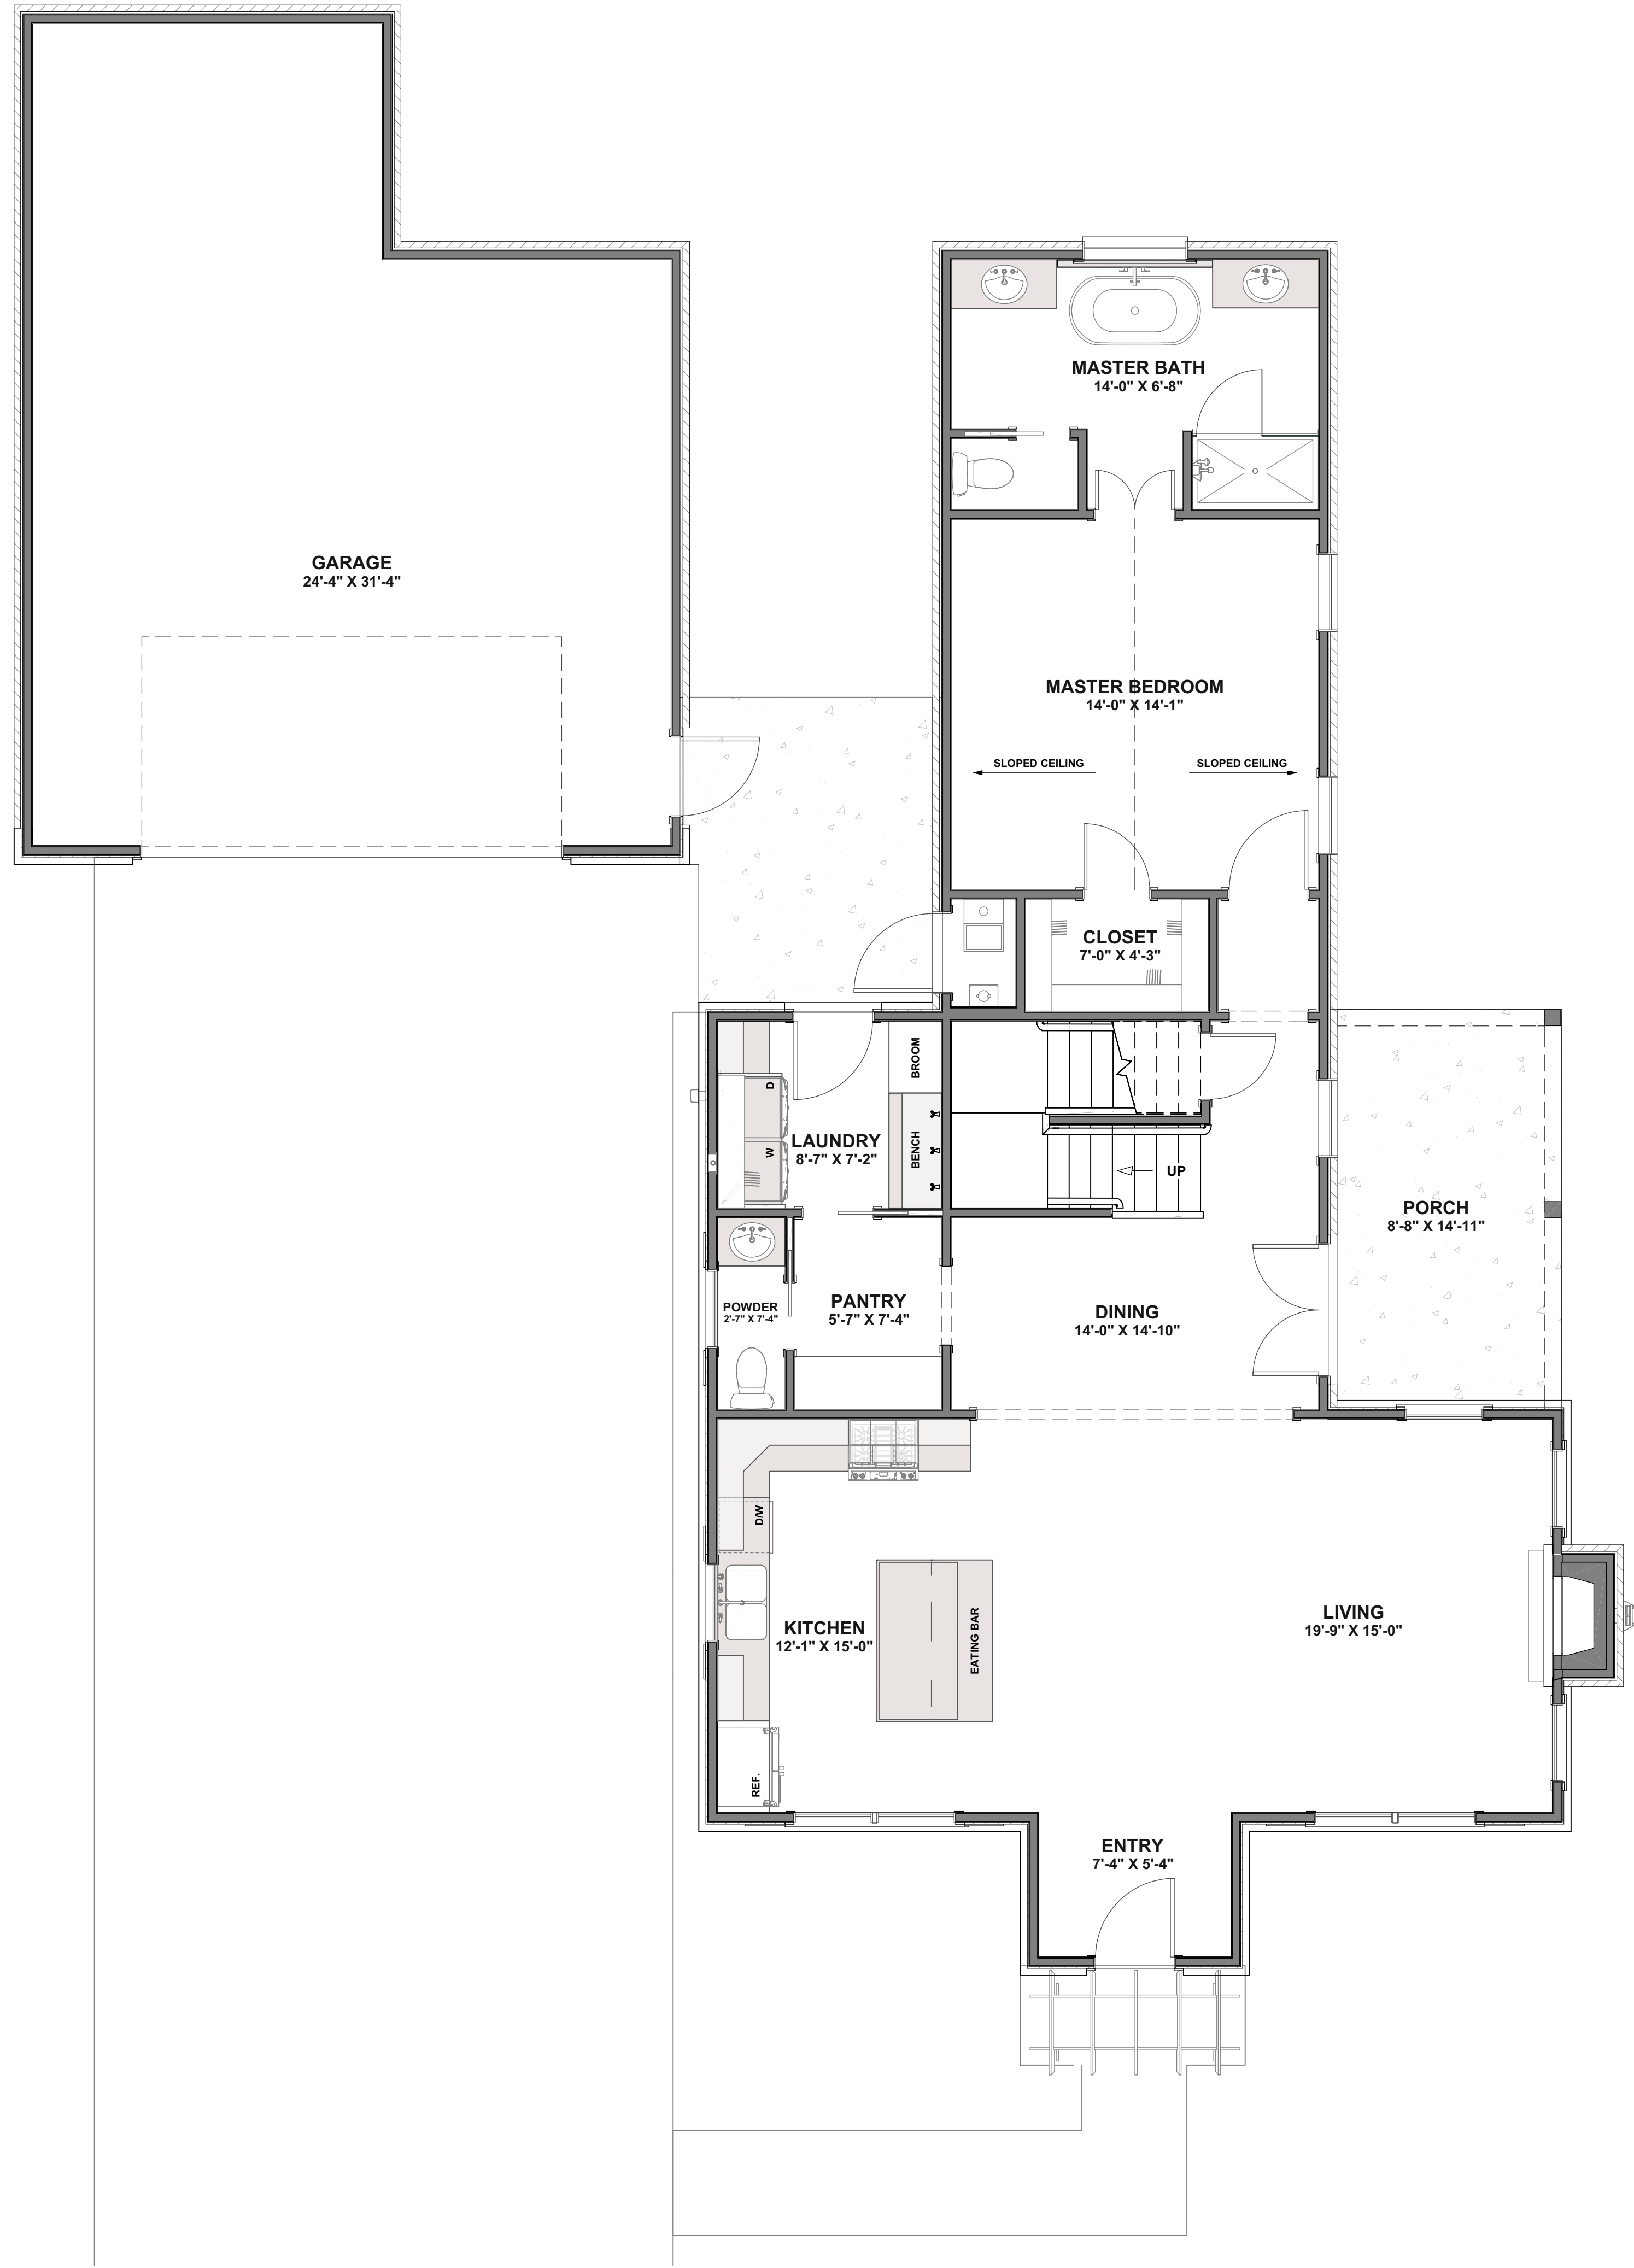 MASTER BATH
14'-0" X 6'-8"
GARAGE
24'-4" X 31'-4"
MASTER BEDROOM
14'-0" X 14'-1"
SLOPED CEILING
SLOPED CEILING
CLOSET
7'-0" X 4'-3"
BROOM
D
LAUNDRY
8'-7" X 7'-2"
W
BENCH
UP
PORCH
8'-8" X 14'-11"
POWDER
2'-7" X 7'-4"
PANTRY
5'-7" X 7'-4"
DINING
14'-0" X 14'-10"
D/W
KITCHEN
12'-1" X 15'-0"
EATING BAR
LIVING
19'-9" X 15'-0"
REF.
ENTRY
7'-4" X 5'-4"